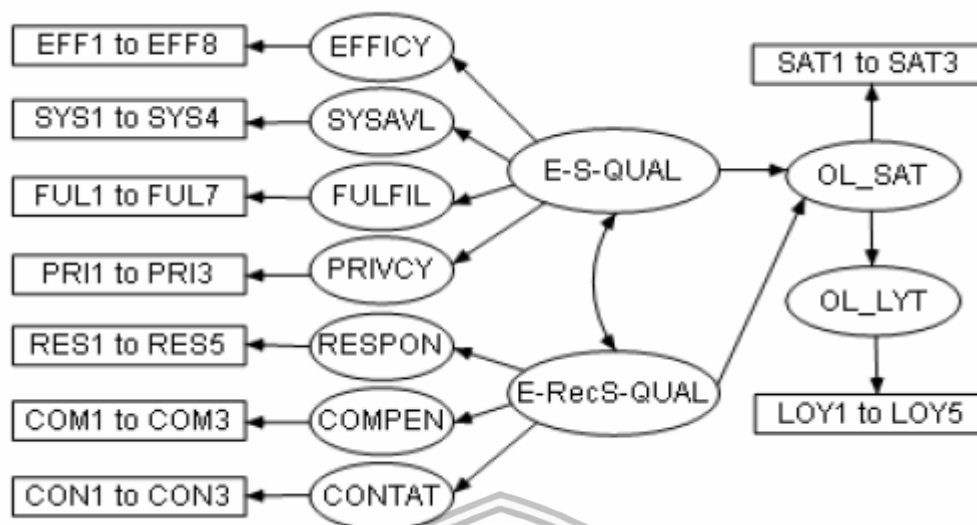 EFF1 to EFF8
EFFICY
SAT1 to SAT3
SYS1 to SYS4
SYSAVL
E-S-QUAL
OL_SAT
FUL1 to FUL7
FULFIL
PRI1 to PRI3
PRIVCY
OL_LYT
RES1 to RES5
RESPON
E-RecS-QUAL
COM1 to COM3
COMPEN
LOY1 to LOY5
CON1 to CON3
CONTAT